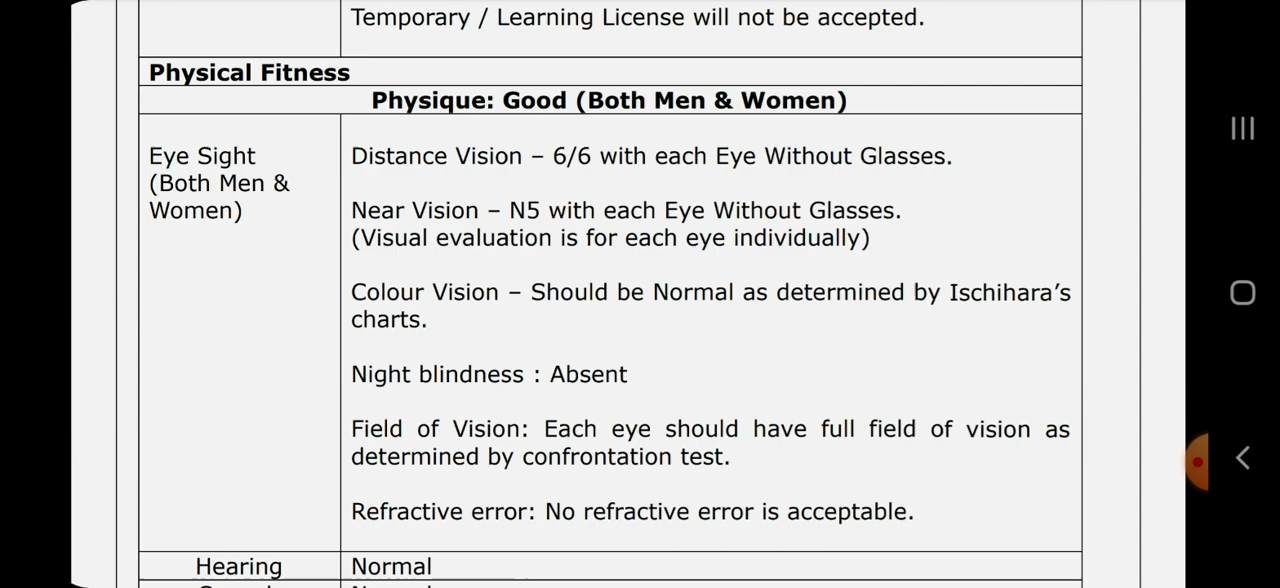 Temporary / Learning License will not be accepted.
Physical Fitness
Physique: Good (Both Men & Women)
Eye Sight
(Both Men &
Women)
Distance Vision – 6/6 with each Eye Without Glasses.
Near Vision – N5 with each Eye Without Glasses.
(Visual evaluation is for each eye individually)
Colour Vision – Should be Normal as determined by Ischihara’s
charts.
Night blindness : Absent
Field of Vision: Each eye should have full field of vision as
determined by confrontation test.
Refractive error: No refractive error is acceptable.
Hearing
Normal